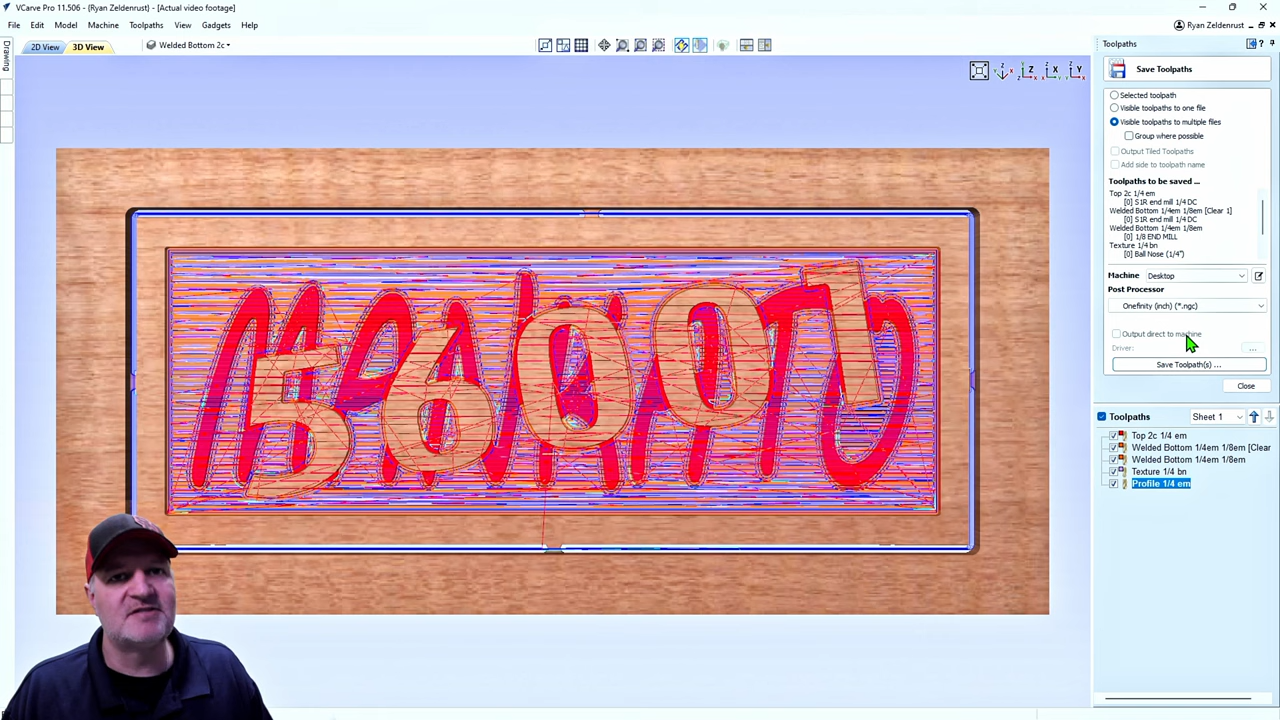 VCarve Pro 11.506 - {Ryan Zeldenrust} - [Actual video footage]
File Edit Model Machine Toolpaths View Gadgets Help
Ryan Zeldenrust
2D View 3D View Welded Bottom 2c
Drawing
Toolpaths
Save Toolpaths
Selected toolpath
Visible toolpaths to one file
Visible toolpaths to multiple files
Group where possible
Output Tiled Toolpaths
Add side to toolpath name
Toolpaths to be saved ...
Top 2c 1/4 em
[0] S1R end mill 1/4 DC
Welded Bottom 1/4em 1/8em [Clear 1]
[0] S1R end mill 1/4 DC
Welded Bottom 1/4em 1/8em
[0] 1/8 END MILL
Texture 1/4 bn
[0] Ball Nose (1/4")
Machine Desktop
Post Processor
Onefinity (inch) (*.ngc)
Output direct to machine
Driver: ...
Save Toolpath(s) ...
Close
Toolpaths Sheet 1
Top 2c 1/4 em
Welded Bottom 1/4em 1/8em [Clear
Welded Bottom 1/4em 1/8em
Texture 1/4 bn
Profile 1/4 em
Z X Y